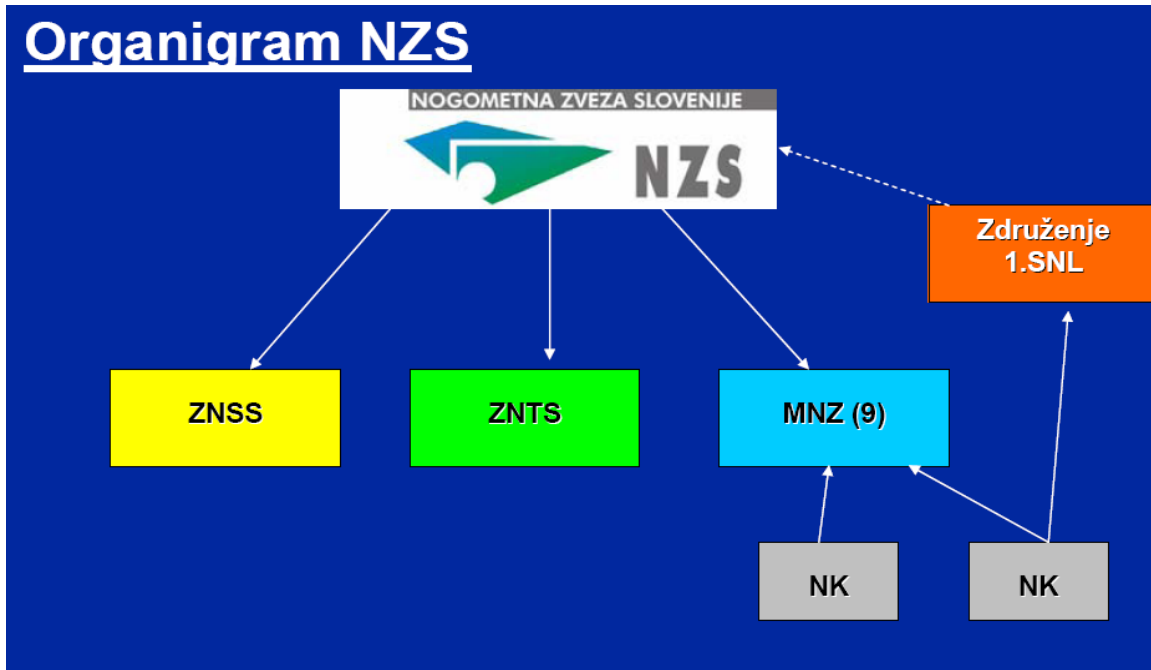 Organigram NZS
NOGOMETNA ZVEZA SLOVENIJE
NZS
Združenje
1.SNL
ZNSS
ZNTS
MNZ (9)
NK
NK